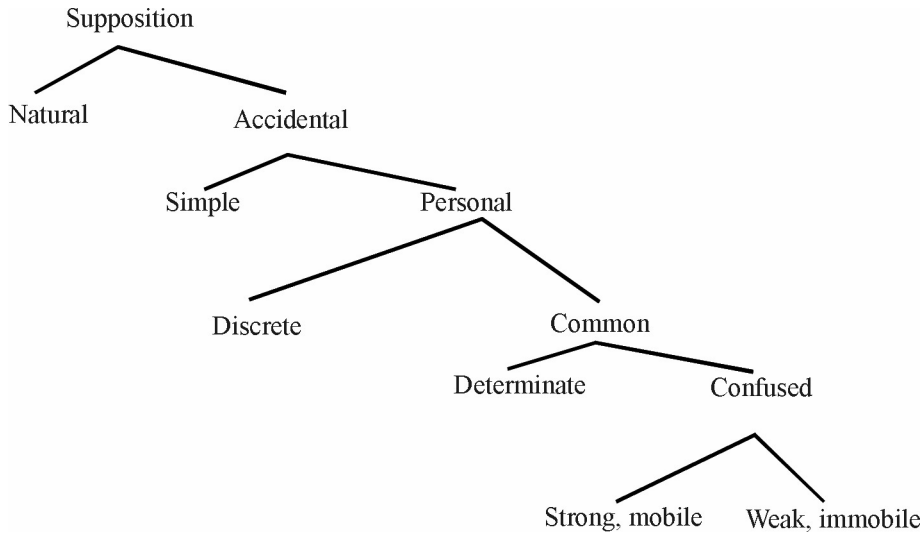 Supposition
Natural
Accidental
Simple
Personal
Discrete
Common
Determinate
Confused
Strong, mobile
Weak, immobile